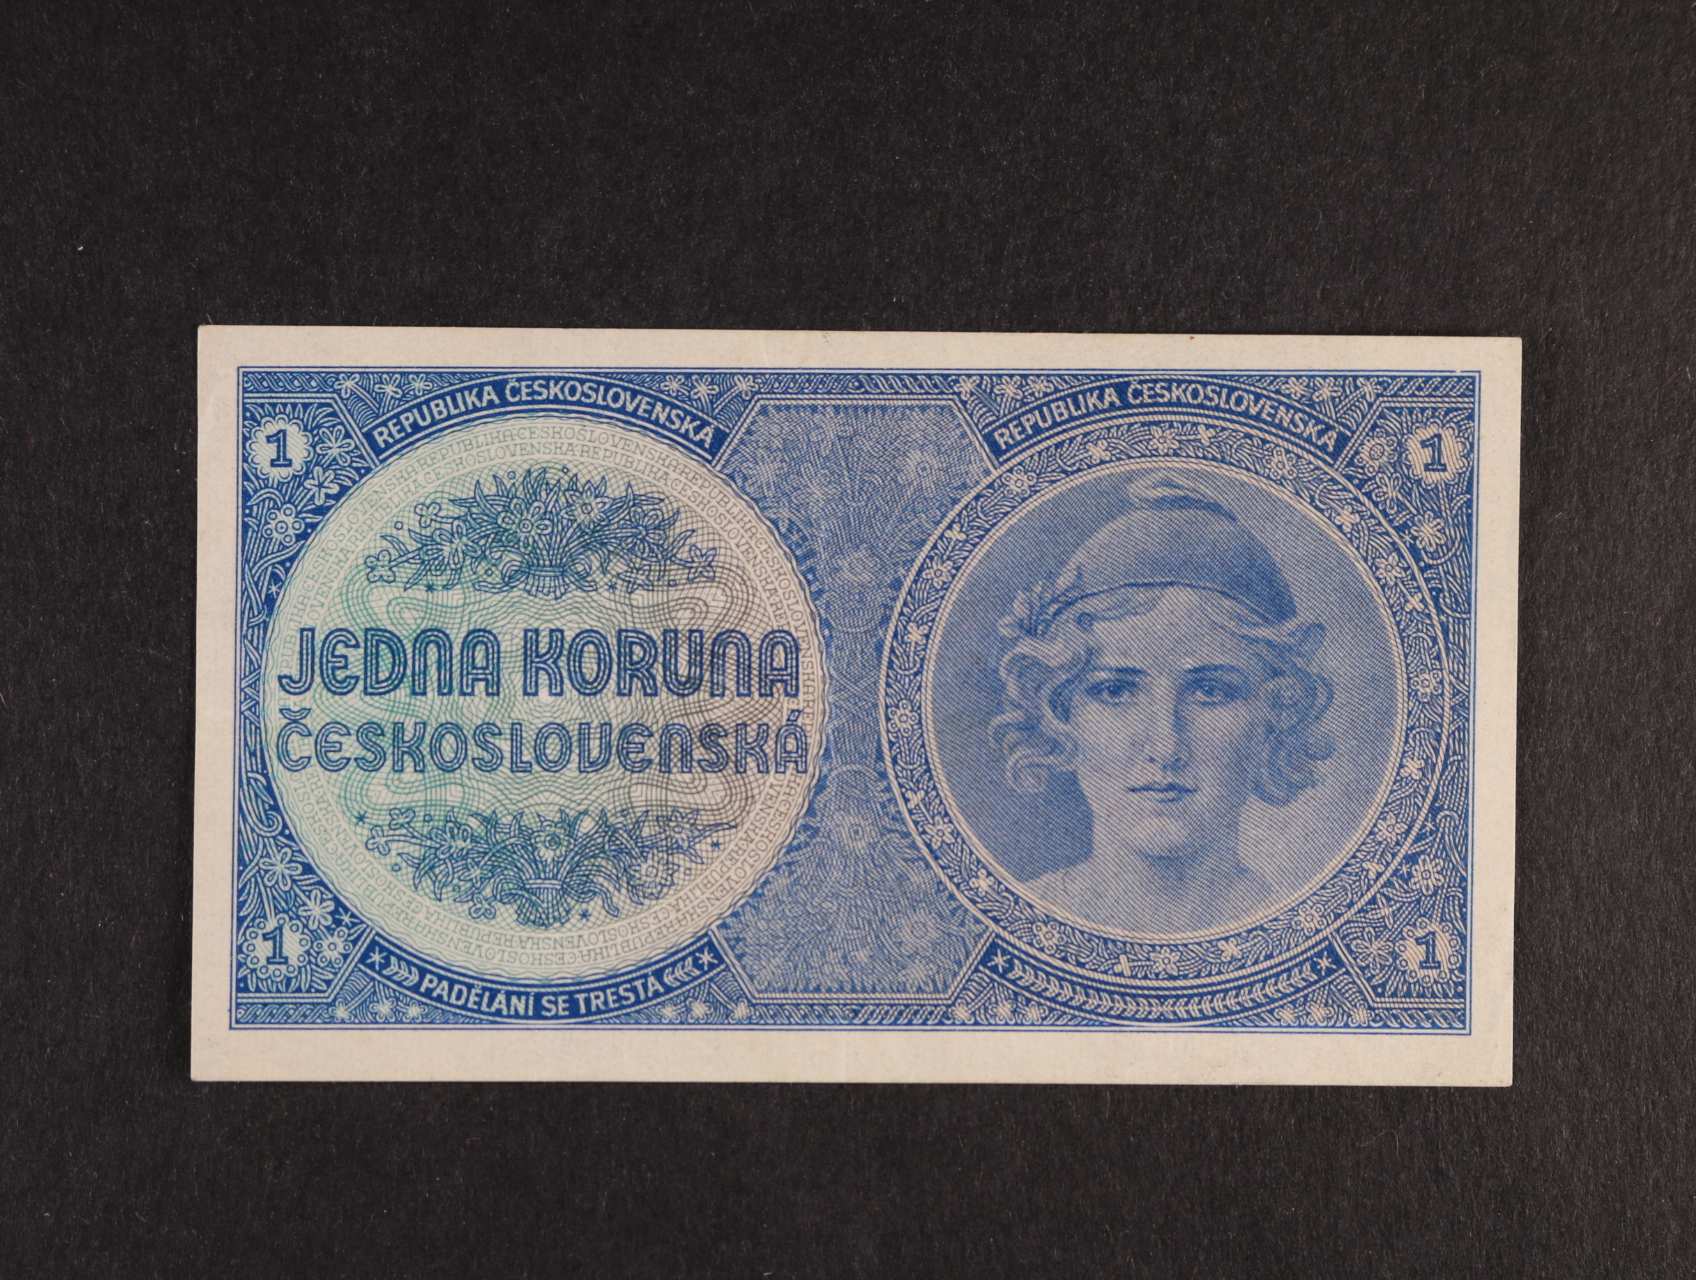 REPUBLIKA ČESKOSLOVENSKÁ
REPUBLIKA ČESKOSLOVENSKÁ
1
1
JEDNA KORUNA
ČESKOSLOVENSKÁ
1
1
PADĚLÁNÍ SE TRESTÁ